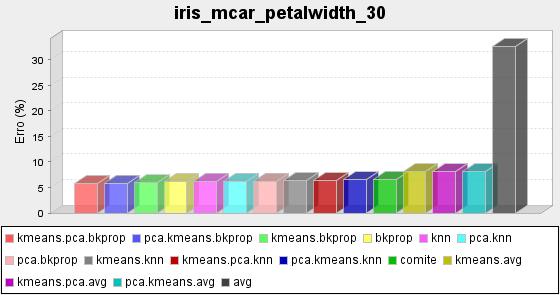 iris_mcar_petalwidth_30
Erro (%)
30
25
20
15
10
5
0
kmeans.pca.bkprop pca.kmeans.bkprop kmeans.bkprop bkprop knn pca.knn
pca.bkprop kmeans.knn kmeans.pca.knn pca.kmeans.knn comite kmeans.avg
kmeans.pca.avg pca.kmeans.avg avg